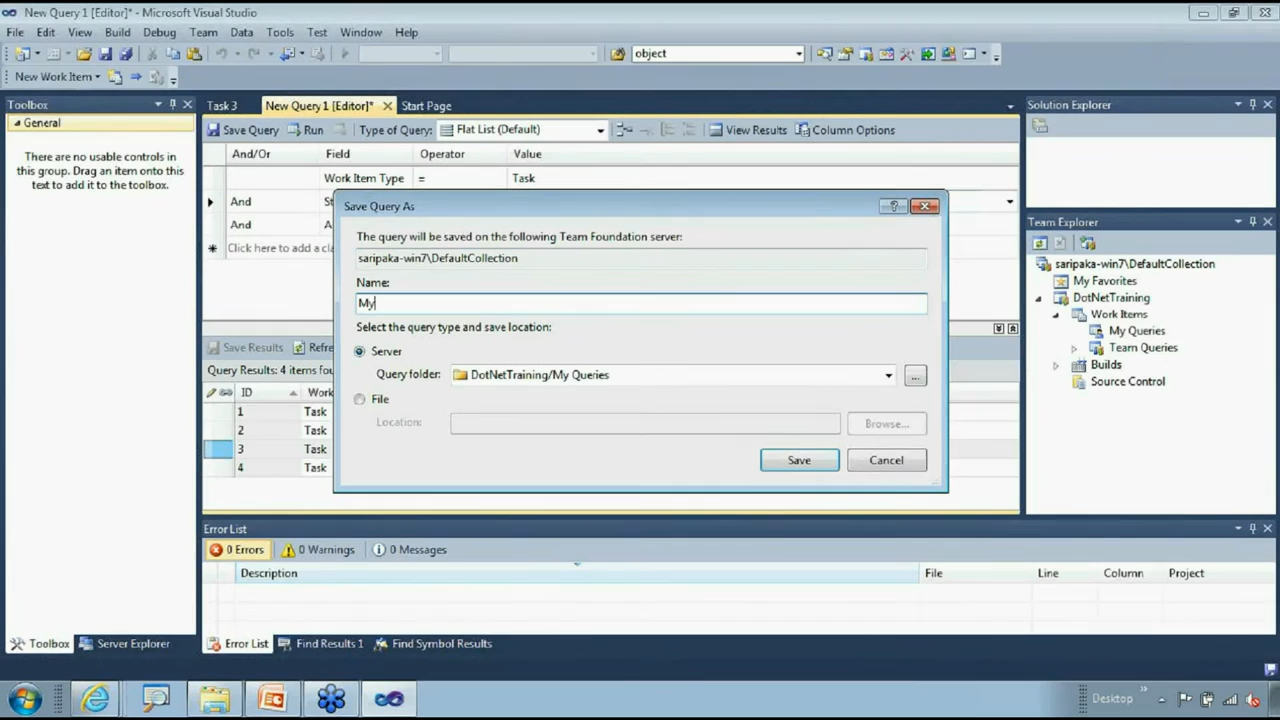 New Query 1 [Editor]* - Microsoft Visual Studio
File Edit View Build Debug Team Data Tools Test Window Help
object
New Work Item
Toolbox
General
There are no usable controls in
this group. Drag an item onto this
text to add it to the toolbox.
Task 3 New Query 1 [Editor]* Start Page
Save Query Run Type of Query: Flat List (Default) View Results Column Options
And/Or Field Operator Value
Work Item Type = Task
And
And
Click here to add a cla
Save Query As
The query will be saved on the following Team Foundation server:
saripaka-win7\DefaultCollection
Name:
My
Select the query type and save location:
Server
Query folder: DotNetTraining/My Queries ...
File
Location: Browse...
Save Cancel
Save Results Refre
Query Results: 4 items fou
ID Work
1 Task
2 Task
3 Task
4 Task
Solution Explorer
Team Explorer
saripaka-win7\DefaultCollection
My Favorites
DotNetTraining
Work Items
My Queries
Team Queries
Builds
Source Control
Error List
0 Errors 0 Warnings 0 Messages
Description File Line Column Project
Toolbox Server Explorer Error List Find Results 1 Find Symbol Results
Desktop